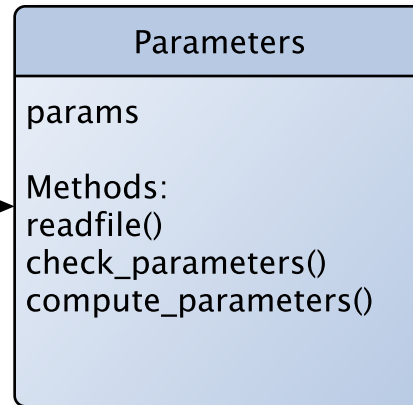 Parameters
params
Methods:
readfile()
check_parameters()
compute_parameters()